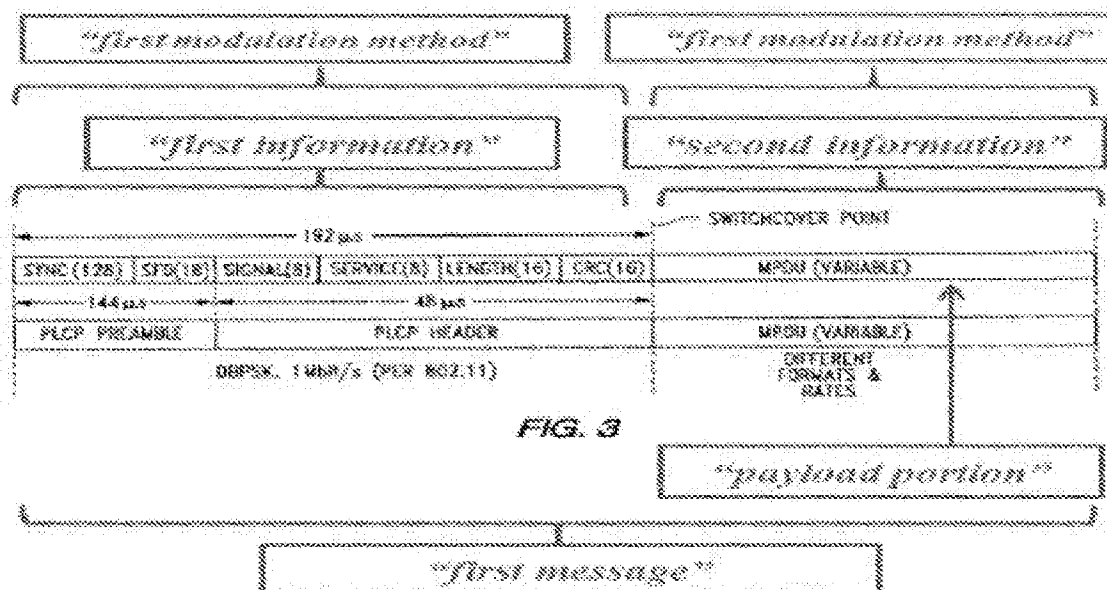 "first modulation method" "first modulation method"
"first information" "second information"
SWITCHOVER POINT
192 µs
SYNC(128) SFD(16) SIGNAL(8) SERVICE(8) LENGTH(16) CRC(16) MPDU (VARIABLE)
144 µs 48 µs
PLCP PREAMBLE PLCP HEADER MPDU (VARIABLE)
DBPSK, 1 Mbit/s (PER 802.11) DIFFERENT
FORMATS &
RATES
FIG. 3
"payload portion"
"first message"